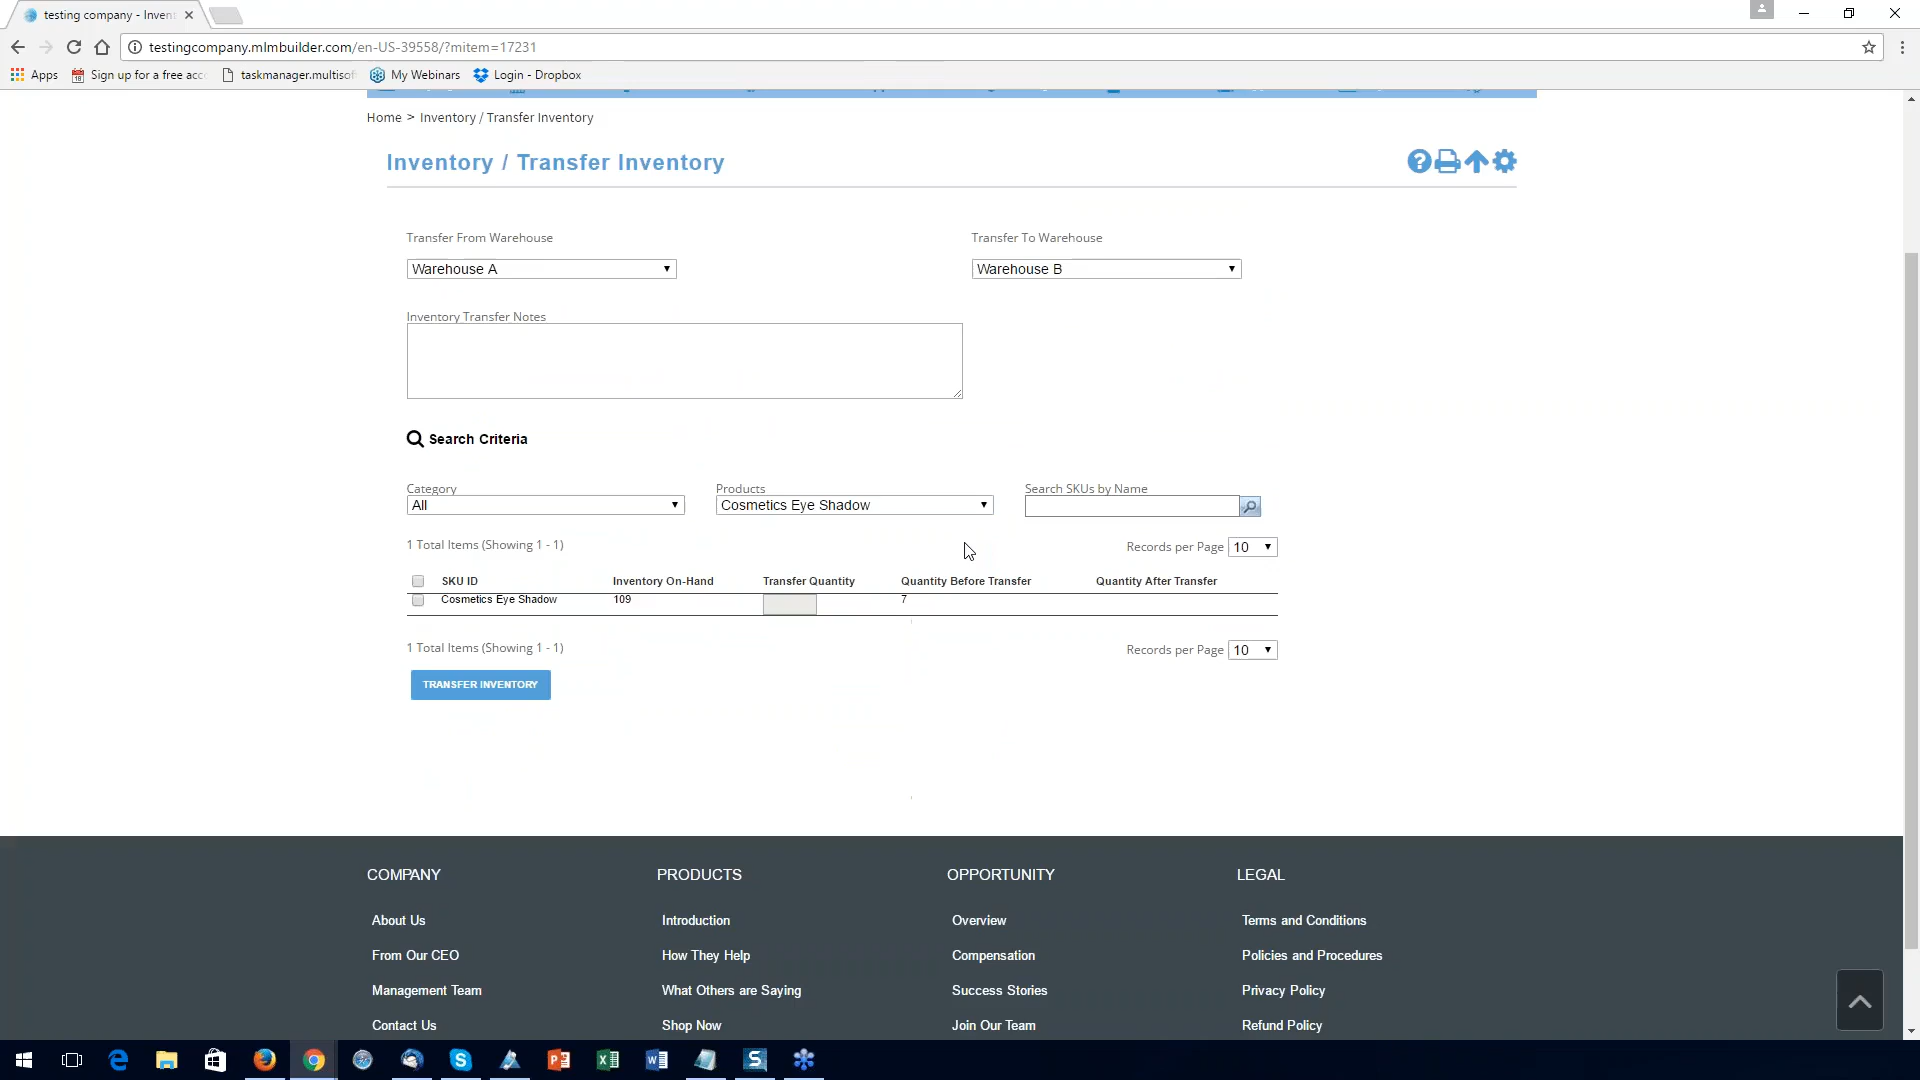 testing company - Inven
testingcompany.mlmbuilder.com/en-US-39558/?mitem=17231
Apps Sign up for a free acc taskmanager.multisof My Webinars Login - Dropbox
Home > Inventory / Transfer Inventory
Inventory / Transfer Inventory
Transfer From Warehouse Transfer To Warehouse
Warehouse A Warehouse B
Inventory Transfer Notes
Search Criteria
Category Products Search SKUs by Name
All Cosmetics Eye Shadow
1 Total Items (Showing 1 - 1) Records per Page 10
SKU ID Inventory On-Hand Transfer Quantity Quantity Before Transfer Quantity After Transfer
Cosmetics Eye Shadow 109 7
1 Total Items (Showing 1 - 1) Records per Page 10
TRANSFER INVENTORY
COMPANY PRODUCTS OPPORTUNITY LEGAL
About Us Introduction Overview Terms and Conditions
From Our CEO How They Help Compensation Policies and Procedures
Management Team What Others are Saying Success Stories Privacy Policy
Contact Us Shop Now Join Our Team Refund Policy